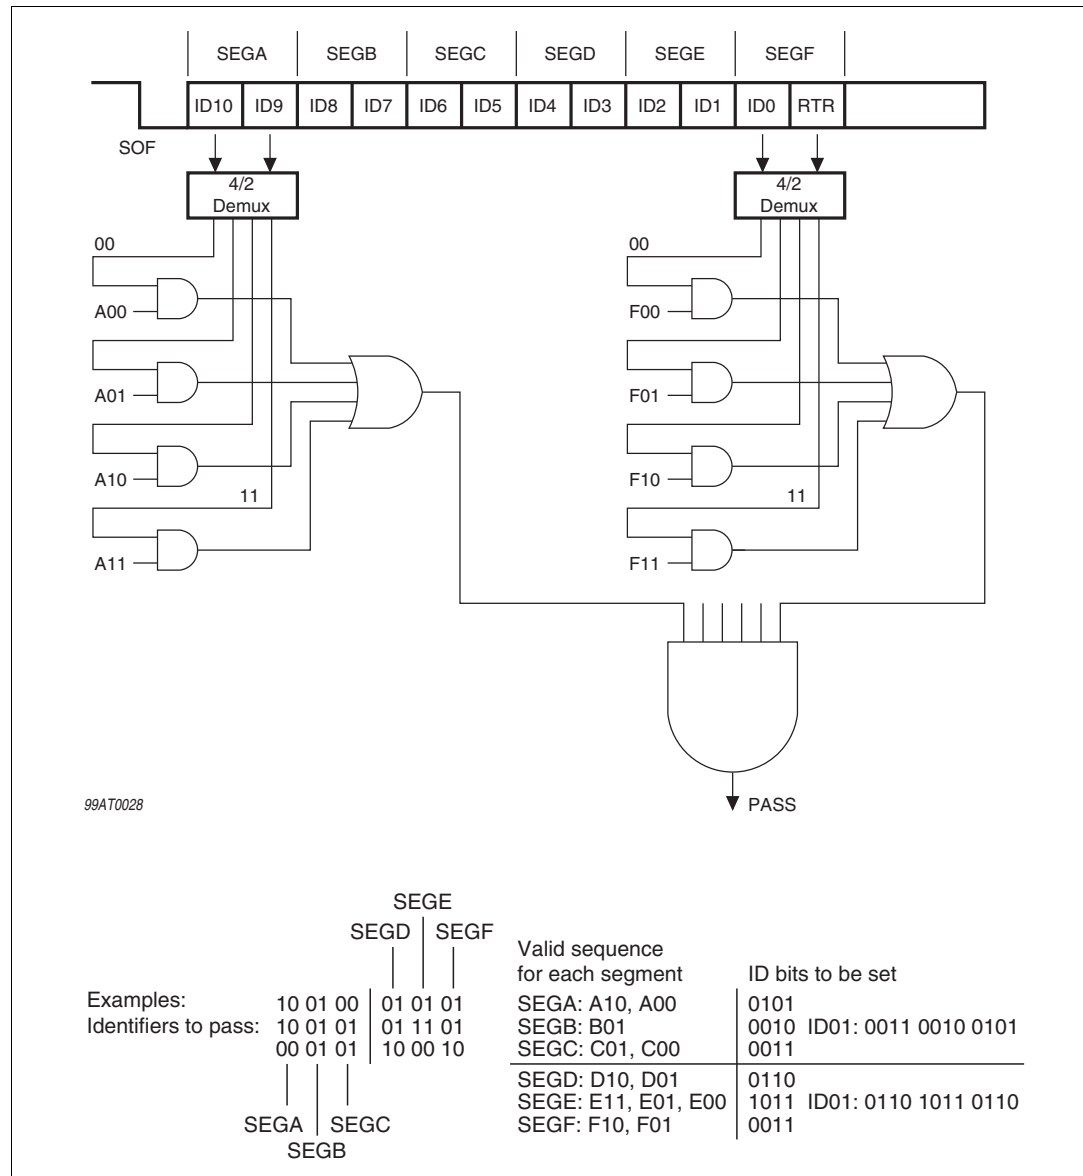 SEGA SEGB SEGC SEGD SEGE SEGF
ID10 ID9 ID8 ID7 ID6 ID5 ID4 ID3 ID2 ID1 ID0 RTR
SOF
4/2 Demux
4/2 Demux
00
00
A00
F00
A01
F01
A10
F10
11
11
A11
F11
99AT0028
PASS
SEGE
SEGD SEGF
Valid sequence
for each segment ID bits to be set
Examples: 10 01 00 01 01 01 SEGA: A10, A00 0101
Identifiers to pass: 10 01 01 01 11 01 SEGB: B01 0010 ID01: 0011 0010 0101
00 01 01 10 00 10 SEGC: C01, C00 0011
SEGD: D10, D01 0110
SEGE: E11, E01, E00 1011 ID01: 0110 1011 0110
SEGA SEGC SEGF: F10, F01 0011
SEGB